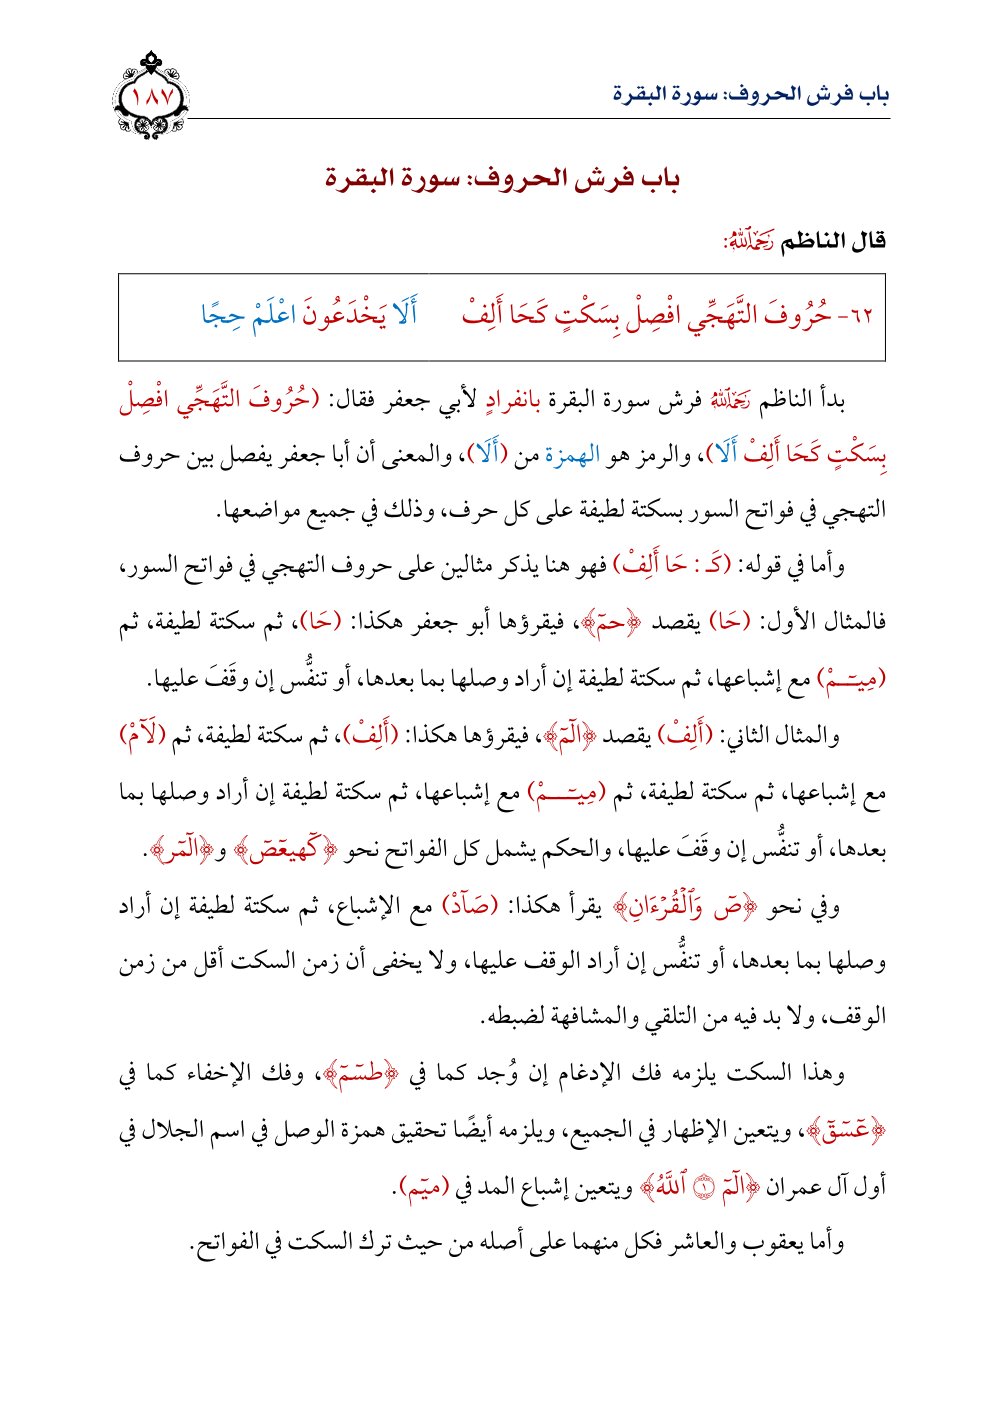 باب فرش الحروف: سورة البقرة
١٨٧
باب فرش الحروف: سورة البقرة
قال الناظم رَحِمَهُ اللَّهُ:
٦٢- حُرُوفَ التَّهَجِّي افْصِلْ بِسَكْتٍ كَحَا أَلِفْ أَلَا يَخْدَعُونَ اعْلَمْ حِجًا
بدأ الناظم رَحِمَهُ اللَّهُ فرش سورة البقرة بانفرادٍ لأبي جعفر فقال: (حُرُوفَ التَّهَجِّي افْصِلْ
بِسَكْتٍ كَحَا أَلِفْ أَلَا)، والرمز هو الهمزة من (أَلَا)، والمعنى أن أبا جعفر يفصل بين حروف
التهجي في فواتح السور بسكتة لطيفة على كل حرف، وذلك في جميع مواضعها.
وأما في قوله: (كَـ : حَا أَلِفْ) فهو هنا يذكر مثالين على حروف التهجي في فواتح السور،
فالمثال الأول: (حَا) يقصد ﴿حمٓ﴾، فيقرؤها أبو جعفر هكذا: (حَا)، ثم سكتة لطيفة، ثم
(مِيـٓــمْ) مع إشباعها، ثم سكتة لطيفة إن أراد وصلها بما بعدها، أو تنفُّس إن وقَفَ عليها.
والمثال الثاني: (أَلِفْ) يقصد ﴿الٓمٓ﴾، فيقرؤها هكذا: (أَلِفْ)، ثم سكتة لطيفة، ثم (لَآمْ)
مع إشباعها، ثم سكتة لطيفة، ثم (مِيـٓــمْ) مع إشباعها، ثم سكتة لطيفة إن أراد وصلها بما
بعدها، أو تنفُّس إن وقَفَ عليها، والحكم يشمل كل الفواتح نحو ﴿كٓهيعٓصٓ﴾ و﴿الٓمٓر﴾.
وفي نحو ﴿صٓ وَٱلۡقُرۡءَانِ﴾ يقرأ هكذا: (صَآدْ) مع الإشباع، ثم سكتة لطيفة إن أراد
وصلها بما بعدها، أو تنفُّس إن أراد الوقف عليها، ولا يخفى أن زمن السكت أقل من زمن
الوقف، ولا بد فيه من التلقي والمشافهة لضبطه.
وهذا السكت يلزمه فك الإدغام إن وُجد كما في ﴿طسٓمٓ﴾، وفك الإخفاء كما في
﴿عٓسٓقٓ﴾، ويتعين الإظهار في الجميع، ويلزمه أيضًا تحقيق همزة الوصل في اسم الجلال في
أول آل عمران ﴿الٓمٓ ١ ٱللَّهُ﴾ ويتعين إشباع المد في (ميٓم).
وأما يعقوب والعاشر فكل منهما على أصله من حيث ترك السكت في الفواتح.